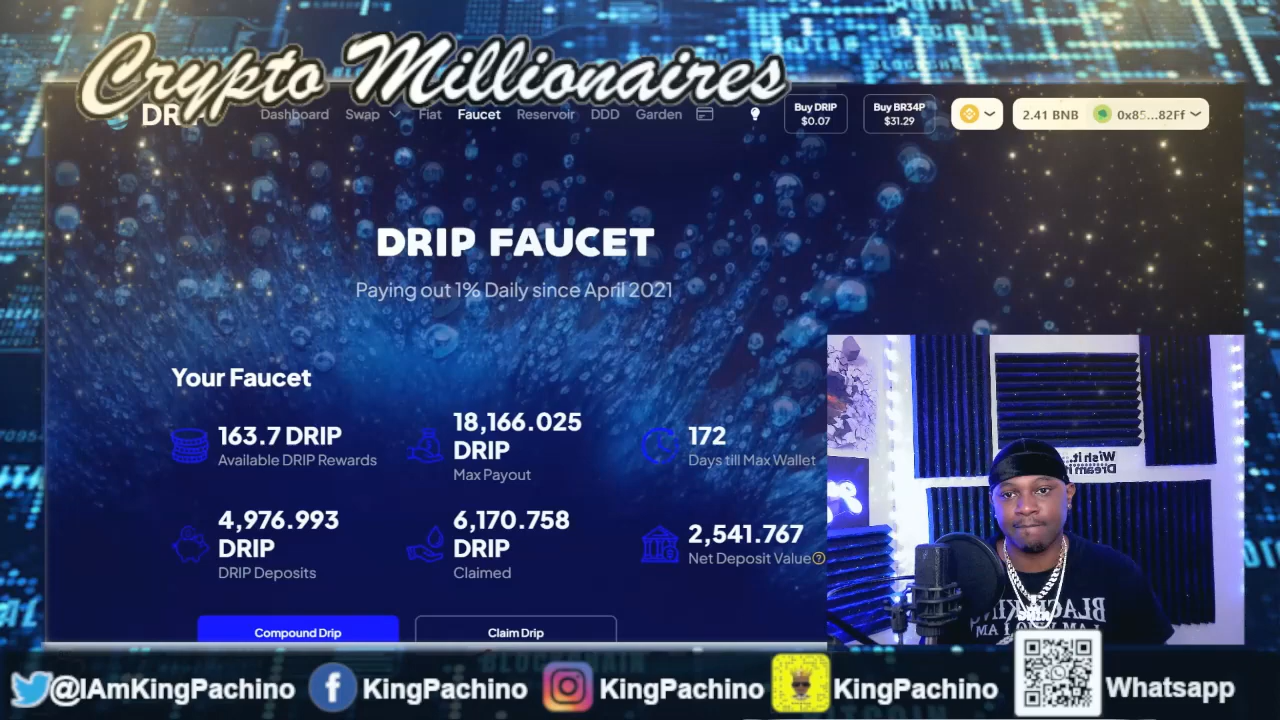 Crypto Millionaires
Dashboard Swap Fiat Faucet Reservoir DDD Garden
Buy DRIP
$0.07
Buy BR34P
$31.29
2.41 BNB
0x85...82Ff
DRIP FAUCET
Paying out 1% Daily since April 2021
Your Faucet
163.7 DRIP
Available DRIP Rewards
18,166.025
DRIP
Max Payout
172
Days till Max Wallet
4,976.993
DRIP
DRIP Deposits
6,170.758
DRIP
Claimed
2,541.767
Net Deposit Value
Compound Drip
Claim Drip
Wish it..
BLACK KIN
@IAmKingPachino
KingPachino
KingPachino
KingPachino
Whatsapp